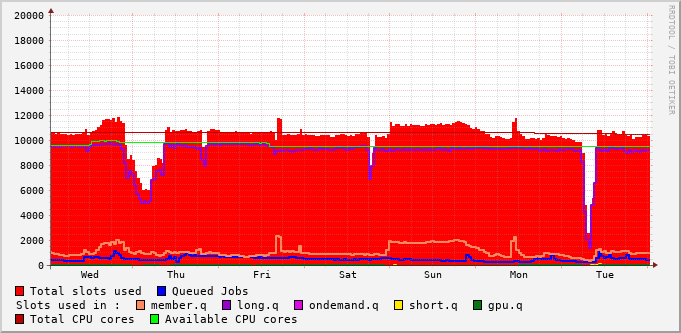 RRDTOOL / TOBI OETIKER
20000
18000
16000
14000
12000
10000
8000
6000
4000
2000
0
Wed Thu Fri Sat Sun Mon Tue
Total slots used Queued Jobs
Slots used in : member.q long.q ondemand.q short.q gpu.q
Total CPU cores Available CPU cores